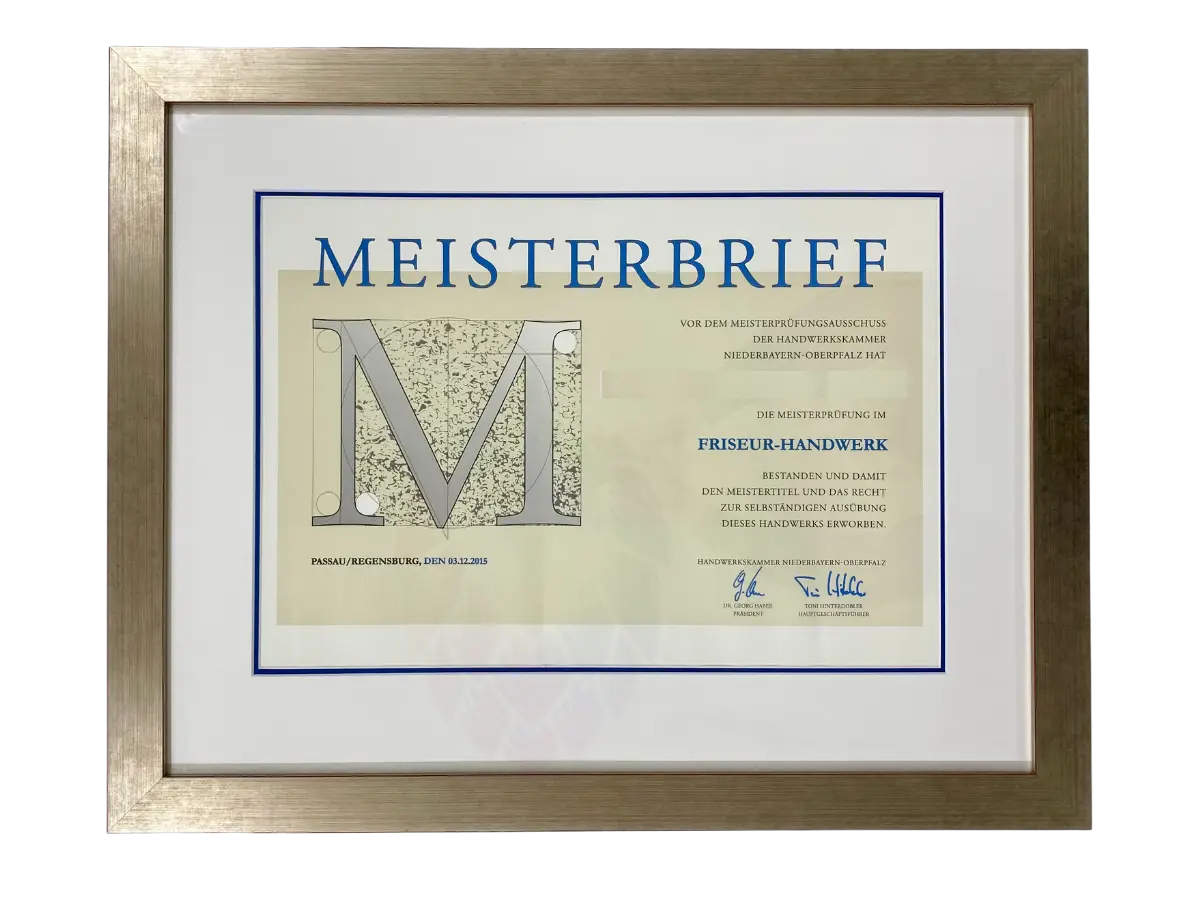 MEISTERBRIEF
VOR DEM MEISTERPRÜFUNGSAUSSCHUSS
DER HANDWERKSKAMMER
NIEDERBAYERN-OBERPFALZ HAT
DIE MEISTERPRÜFUNG IM
FRISEUR-HANDWERK
BESTANDEN UND DAMIT
DEN MEISTERTITEL UND DAS RECHT
ZUR SELBSTÄNDIGEN AUSÜBUNG
DIESES HANDWERKS ERWORBEN.
M
PASSAU/REGENSBURG, DEN 03.12.2015
HANDWERKSKAMMER NIEDERBAYERN-OBERPFALZ
DR. GEORG HABER
PRÄSIDENT
TONI HINTERDOBLER
HAUPTGESCHÄFTSFÜHRER